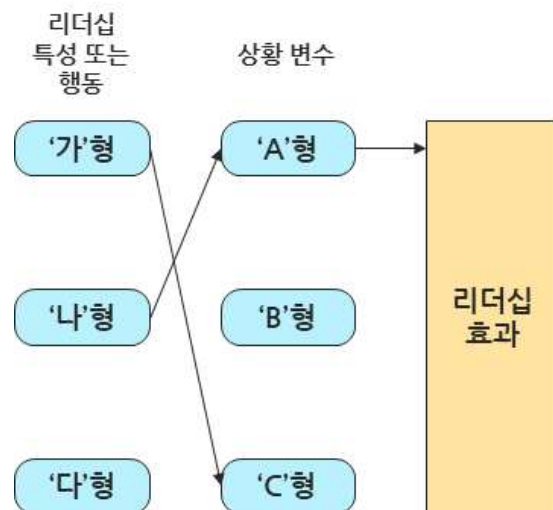 리더십
특성 또는
행동
상황 변수
‘가’형
‘A’형
‘나’형
‘B’형
리더십
효과
‘다’형
‘C’형